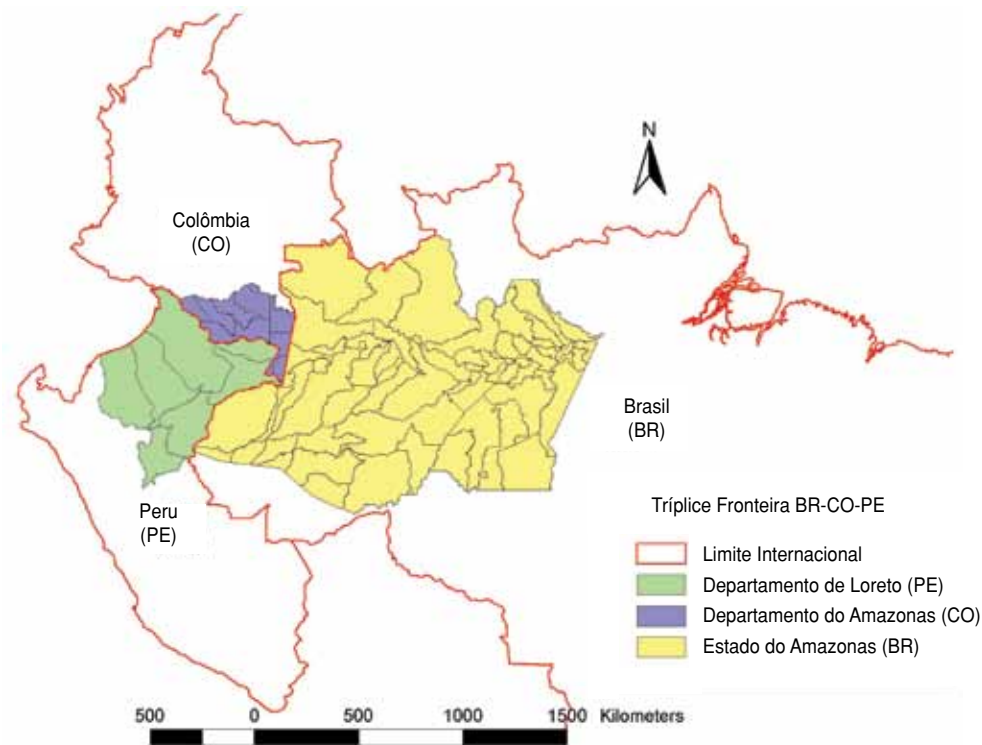 N
Colômbia
(CO)
Brasil
(BR)
Peru
(PE)
Tríplice Fronteira BR-CO-PE
Limite Internacional
Departamento de Loreto (PE)
Departamento do Amazonas (CO)
Estado do Amazonas (BR)
500 0 500 1000 1500 Kilometers